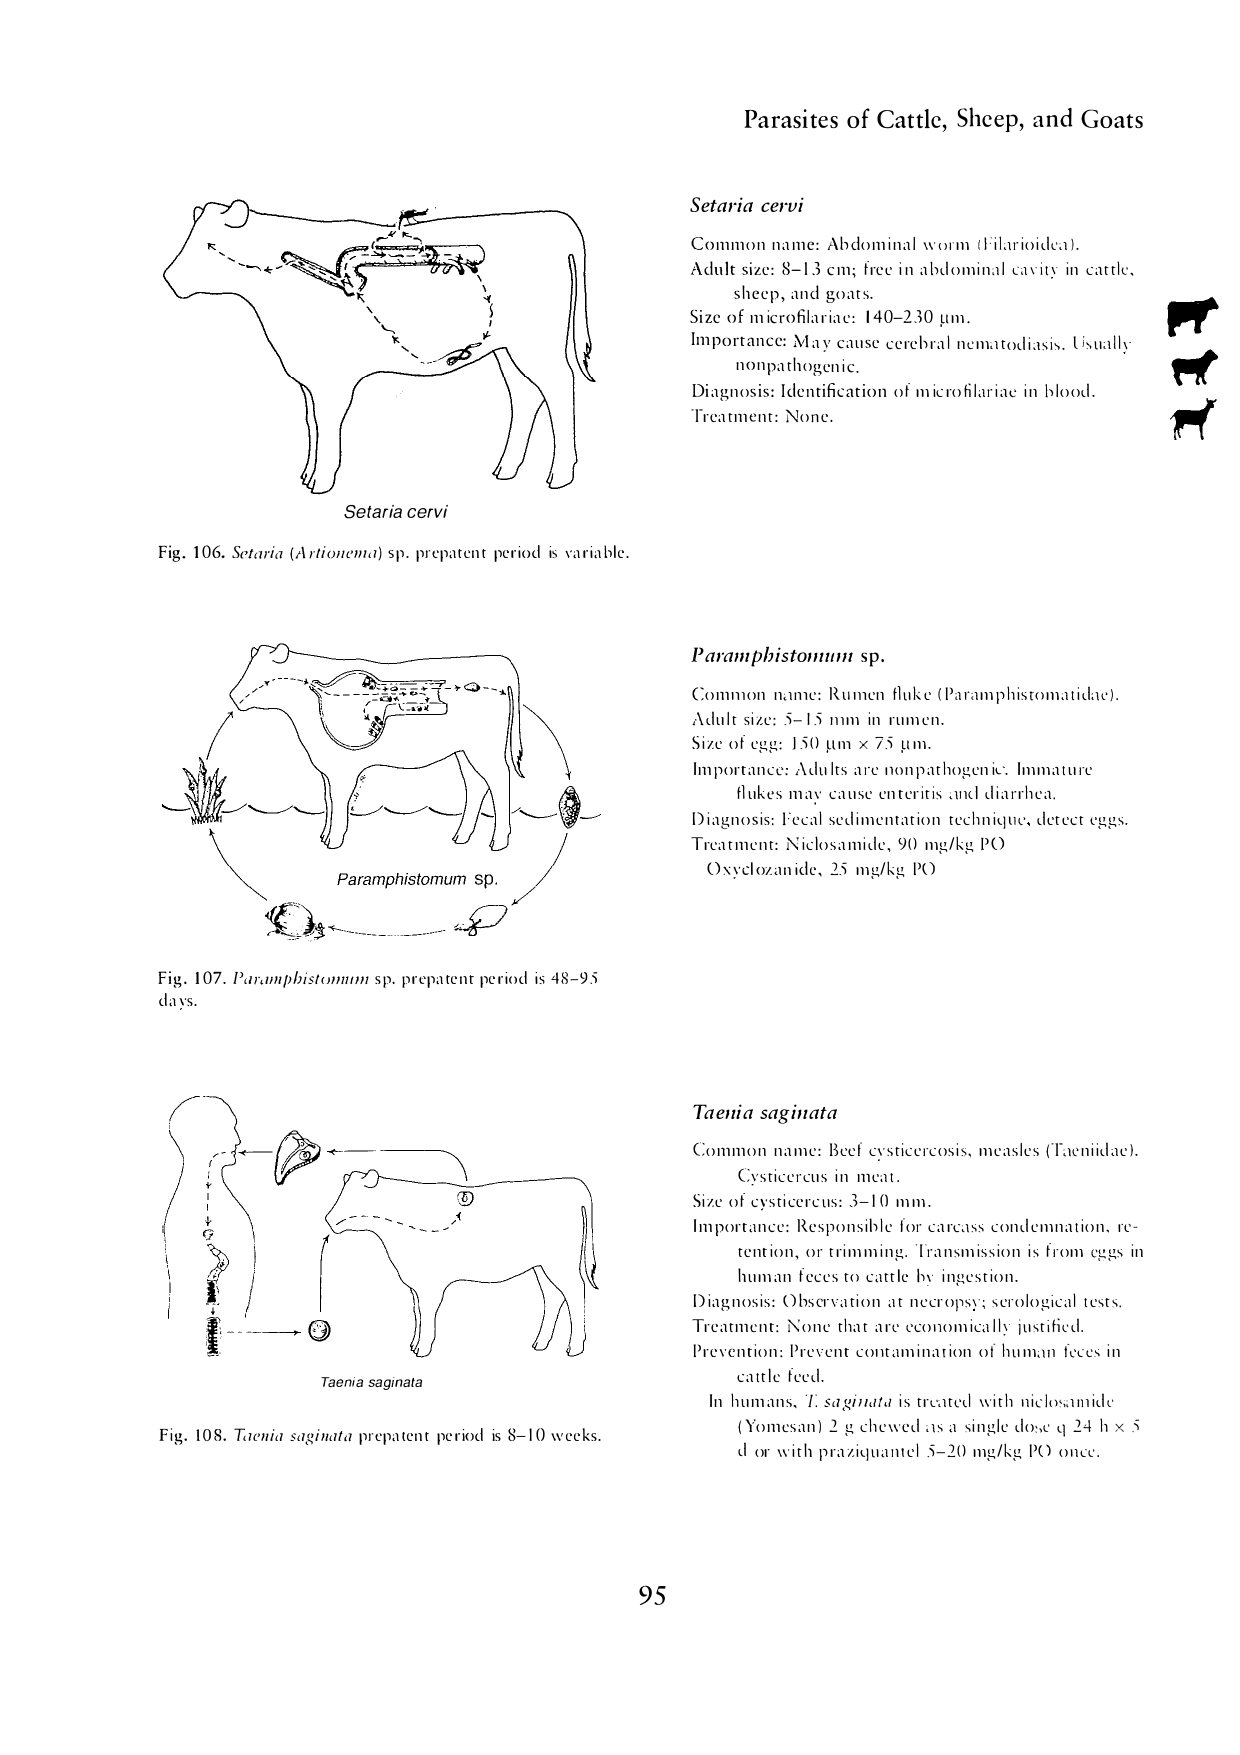 Parasites of Cattle, Sheep, and Goats
Setaria cervi
Fig. 106. Setaria (Artionema) sp. prepatent period is variable.
Setaria cervi
Common name: Abdominal worm (Filarioidea).
Adult size: 8–13 cm; free in abdominal cavity in cattle,
sheep, and goats.
Size of microfilariae: 140–230 µm.
Importance: May cause cerebral nematodiasis. Usually
nonpathogenic.
Diagnosis: Identification of microfilariae in blood.
Treatment: None.
Paramphistomum sp.
Fig. 107. Paramphistomum sp. prepatent period is 48–95
days.
Paramphistomum sp.
Common name: Rumen fluke (Paramphistomatidae).
Adult size: 5–15 mm in rumen.
Size of egg: 150 µm × 75 µm.
Importance: Adults are nonpathogenic. Immature
flukes may cause enteritis and diarrhea.
Diagnosis: Fecal sedimentation technique, detect eggs.
Treatment: Niclosamide, 90 mg/kg PO
Oxyclozanide, 25 mg/kg PO
Taenia saginata
Fig. 108. Taenia saginata prepatent period is 8–10 weeks.
Taenia saginata
Common name: Beef cysticercosis, measles (Taeniidae).
Cysticercus in meat.
Size of cysticercus: 3–10 mm.
Importance: Responsible for carcass condemnation, re-
tention, or trimming. Transmission is from eggs in
human feces to cattle by ingestion.
Diagnosis: Observation at necropsy; serological tests.
Treatment: None that are economically justified.
Prevention: Prevent contamination of human feces in
cattle feed.
In humans, T. saginata is treated with niclosamide
(Yomesan) 2 g chewed as a single dose q 24 h × 5
d or with praziquantel 5–20 mg/kg PO once.
95